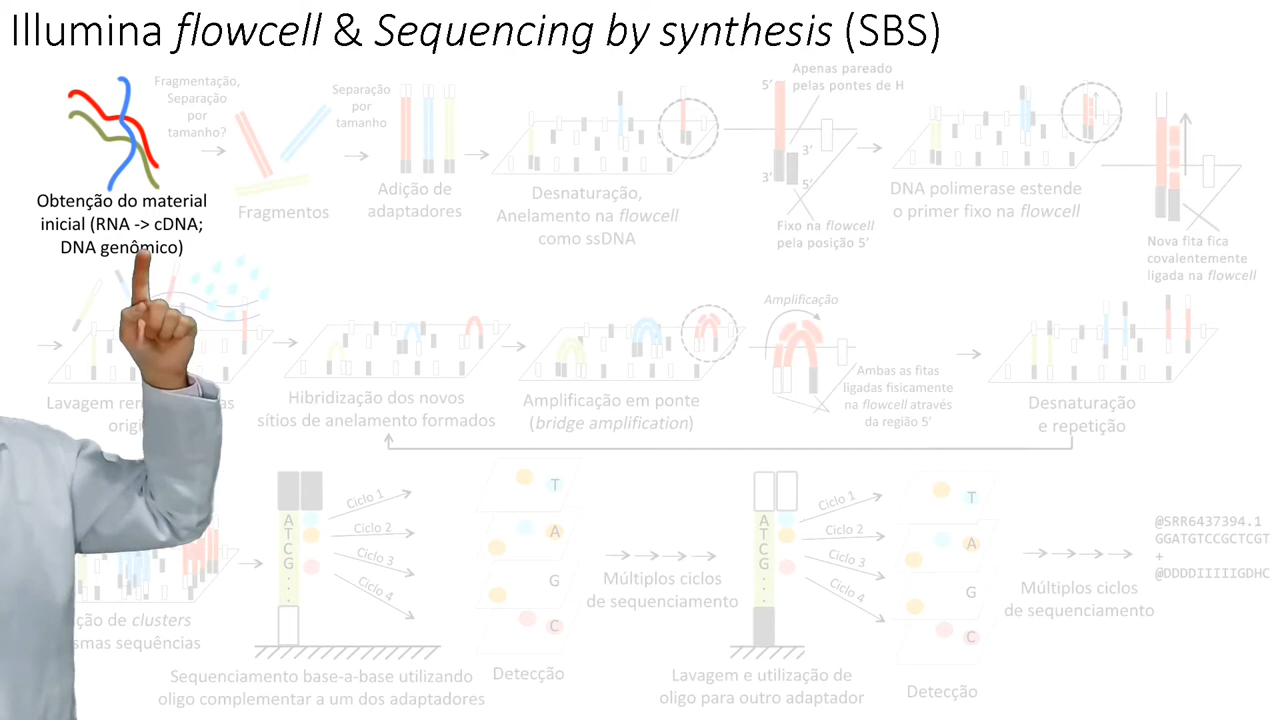 Illumina flowcell & Sequencing by synthesis (SBS)
Obtenção do material
inicial (RNA -> cDNA;
DNA genômico)
Fragmentação,
Separação
por
tamanho?
Fragmentos
Separação
por
tamanho
Adição de
adaptadores
Desnaturação,
Anelamento na flowcell
como ssDNA
Apenas pareado
pelas pontes de H
5’
3’
3’
5’
Fixo na flowcell
pela posição 5’
DNA polimerase estende
o primer fixo na flowcell
Nova fita fica
covalentemente
ligada na flowcell
Lavagem
Hibridização dos novos
sítios de anelamento formados
Amplificação em ponte
(bridge amplification)
Amplificação
Ambas as fitas
ligadas fisicamente
na flowcell através
da região 5’
Desnaturação
e repetição
de clusters
sequências
A
T
C
G
.
.
.
Ciclo 1
Ciclo 2
Ciclo 3
Ciclo 4
T
A
G
C
Sequenciamento base-a-base utilizando
oligo complementar a um dos adaptadores
Detecção
Múltiplos ciclos
de sequenciamento
A
T
C
G
.
.
.
Ciclo 1
Ciclo 2
Ciclo 3
Ciclo 4
T
A
G
C
Lavagem e utilização de
oligo para outro adaptador
Detecção
Múltiplos ciclos
de sequenciamento
@SRR6437394.1
GGATGTCCGCTCGT
+
@DDDDIIIIIGDHC